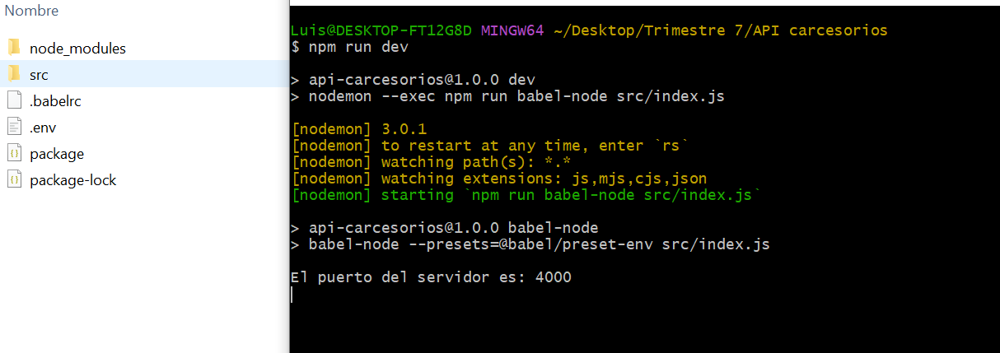 Nombre
node_modules
src
.babelrc
.env
package
package-lock
Luis@DESKTOP-FT12G8D MINGW64 ~/Desktop/Trimestre 7/API carcesorios
$ npm run dev
> api-carcesorios@1.0.0 dev
> nodemon --exec npm run babel-node src/index.js
[nodemon] 3.0.1
[nodemon] to restart at any time, enter `rs`
[nodemon] watching path(s): *.*
[nodemon] watching extensions: js,mjs,cjs,json
[nodemon] starting `npm run babel-node src/index.js`
> api-carcesorios@1.0.0 babel-node
> babel-node --presets=@babel/preset-env src/index.js
El puerto del servidor es: 4000